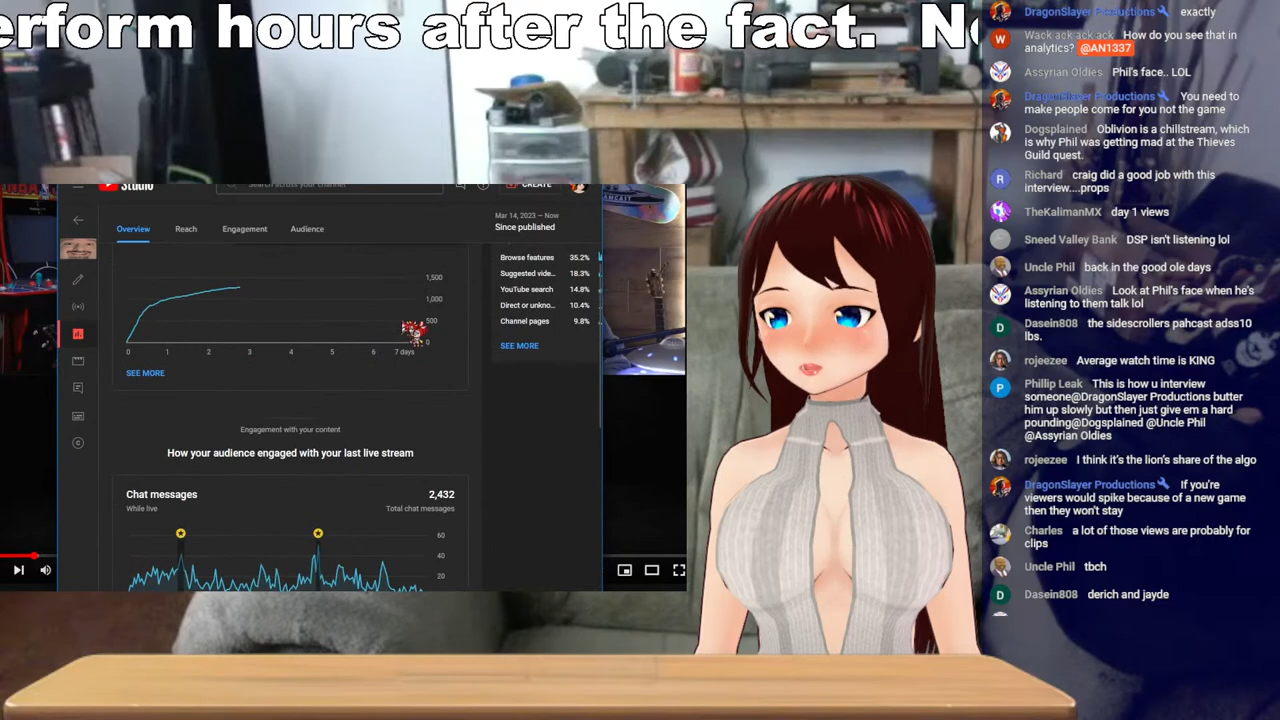 erform hours after the fact.
Studio
Search across your channel
CREATE
Overview
Reach
Engagement
Audience
Mar 14, 2023 – Now
Since published
1,500
1,000
500
0
0 1 2 3 4 5 6 7 days
SEE MORE
Browse features 35.2%
Suggested vide... 18.3%
YouTube search 14.8%
Direct or unkno... 10.4%
Channel pages 9.8%
SEE MORE
Engagement with your content
How your audience engaged with your last live stream
Chat messages 2,432
While live Total chat messages
60
40
20
DragonSlayer Productions exactly
Wack ack ack ack How do you see that in
analytics? @AN1337
Assyrian Oldies Phil's face.. LOL
DragonSlayer Productions You need to
make people come for you not the game
Dogsplained Oblivion is a chillstream, which
is why Phil was getting mad at the Thieves
Guild quest.
Richard craig did a good job with this
interview....props
TheKalimanMX day 1 views
Sneed Valley Bank DSP isn't listening lol
Uncle Phil back in the good ole days
Assyrian Oldies Look at Phil's face when he's
listening to them talk lol
Dasein808 the sidescrollers pahcast adss10
lbs.
rojeezee Average watch time is KING
Phillip Leak This is how u interview
someone@DragonSlayer Productions butter
him up slowly but then just give em a hard
pounding@Dogsplained @Uncle Phil
@Assyrian Oldies
rojeezee I think it's the lion's share of the algo
DragonSlayer Productions If you're
viewers would spike because of a new game
then they won't stay
Charles a lot of those views are probably for
clips
Uncle Phil tbch
Dasein808 derich and jayde